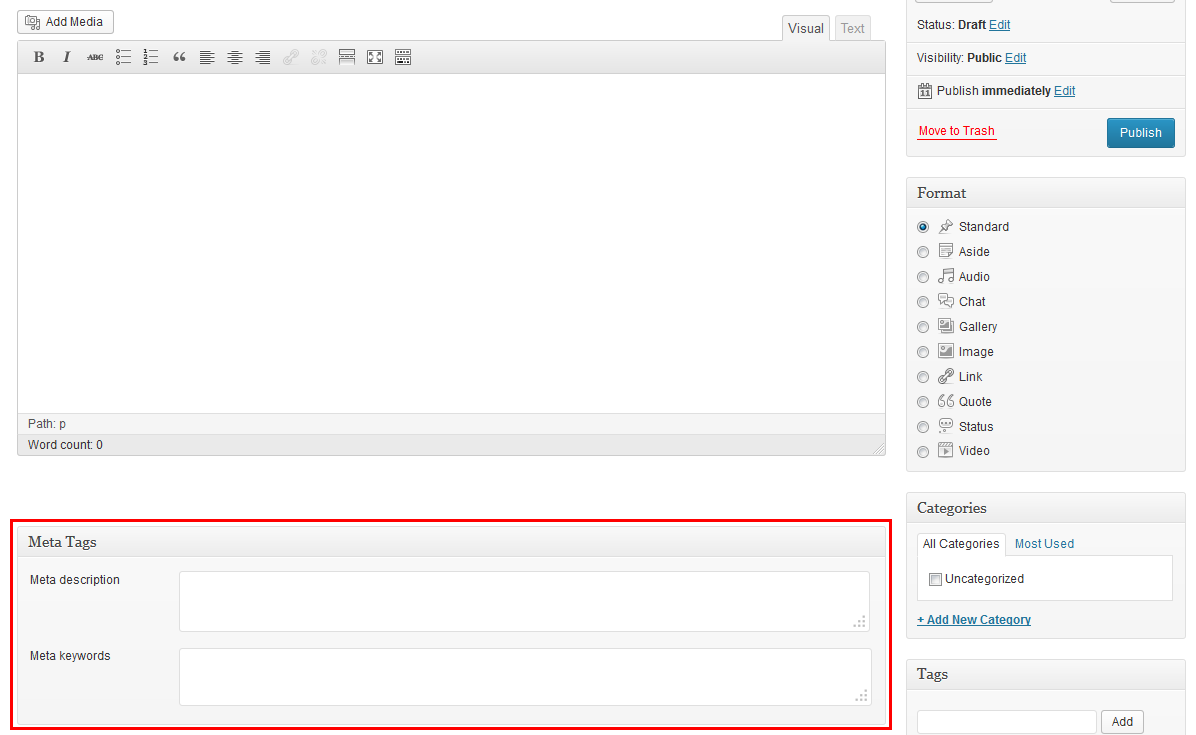 Add Media
Visual
Text
B
I
ABC
Path: p
Word count: 0
Meta Tags
Meta description
Meta keywords
Status: Draft Edit
Visibility: Public Edit
11 Publish immediately Edit
Move to Trash
Publish
Format
Standard
Aside
Audio
Chat
Gallery
Image
Link
Quote
Status
Video
Categories
All Categories
Most Used
Uncategorized
+ Add New Category
Tags
Add